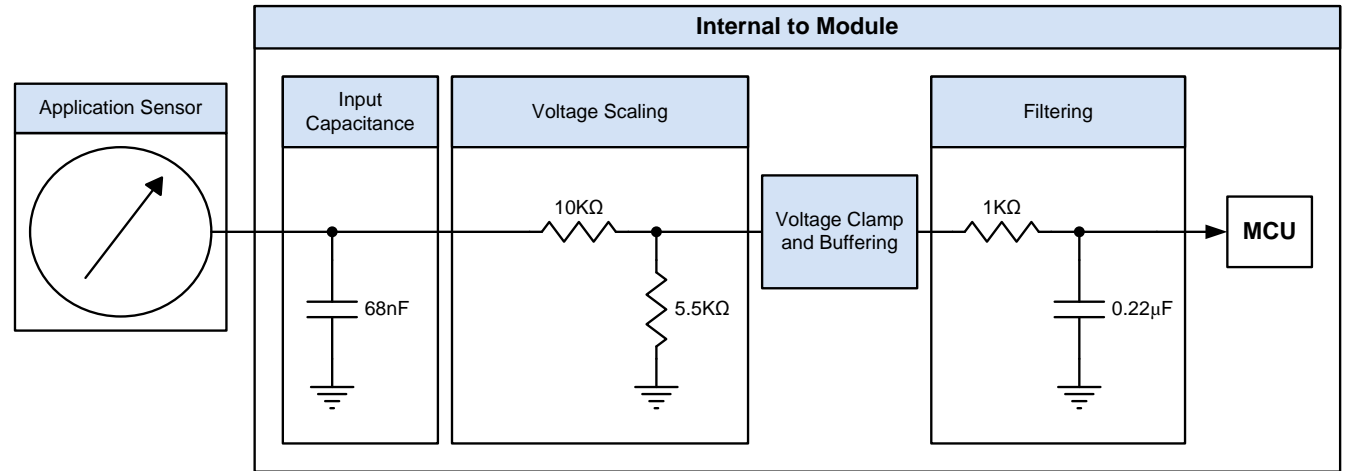 Internal to Module
Application Sensor
Input
Capacitance
Voltage Scaling
Filtering
10KΩ
Voltage Clamp
and Buffering
1KΩ
MCU
68nF
5.5KΩ
0.22µF